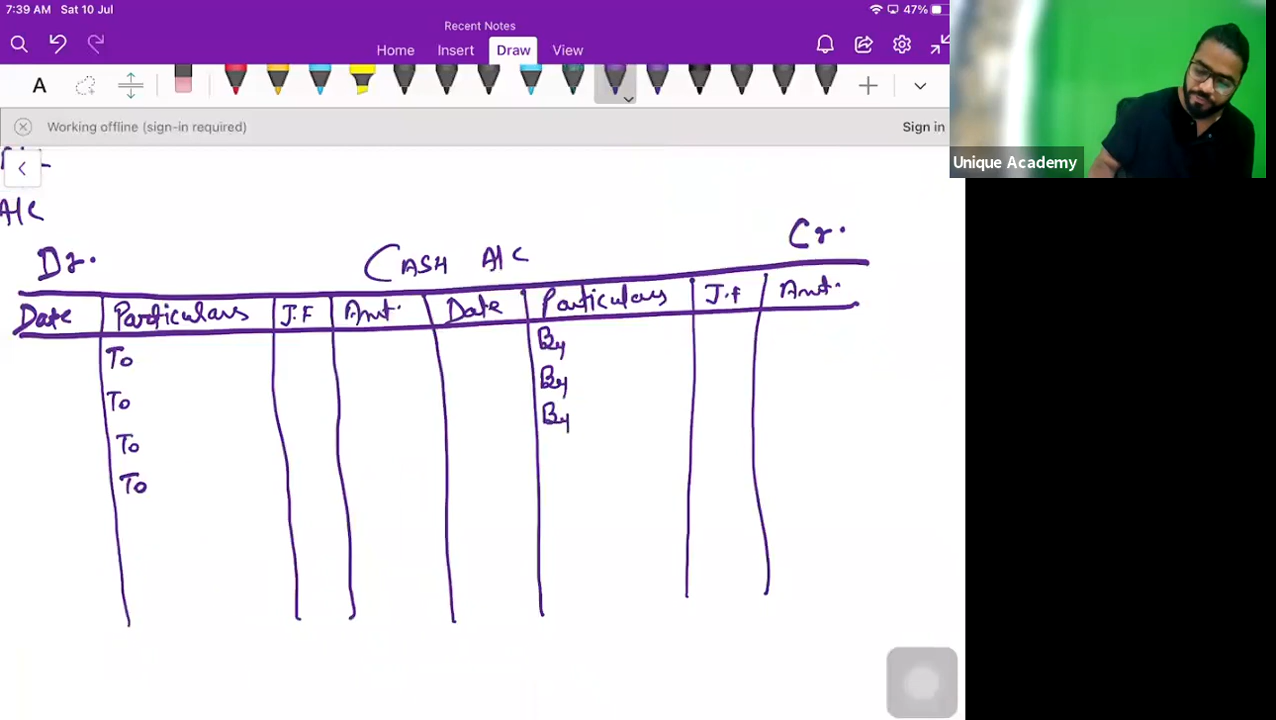 7:39 AM Sat 10 Jul
47%
Recent Notes
Home Insert Draw View
A
Working offline (sign-in required)
Sign in
Unique Academy
A/C
Dr. CASH A/C Cr.
Date Particulars J.F Amt. Date Particulars J.F Amt.
To By
To By
To By
To